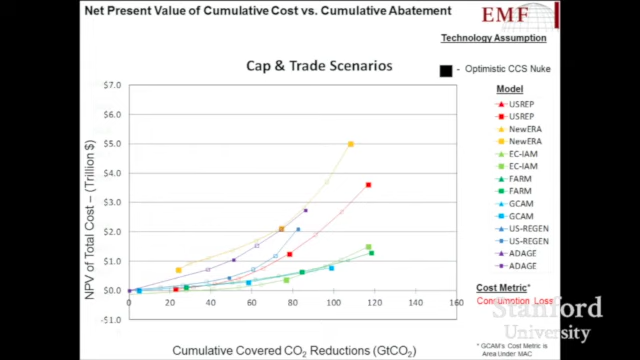 Net Present Value of Cumulative Cost vs. Cumulative Abatement
EMF
Technology Assumption
Cap & Trade Scenarios
- Optimistic CCS Nuke
Model
USREP
USREP
NewERA
NewERA
EC-IAM
EC-IAM
FARM
FARM
GCAM
GCAM
US-REGEN
US-REGEN
ADAGE
ADAGE
Cost Metric*
Consumption Loss
* GCAM's Cost Metric is
Area Under MAC
NPV of Total Cost – (Trillion $)
$7.0
$6.0
$5.0
$4.0
$3.0
$2.0
$1.0
$0.0
-$1.0
0
20
40
60
80
100
120
140
160
Cumulative Covered CO2 Reductions (GtCO2)
Stanford
University